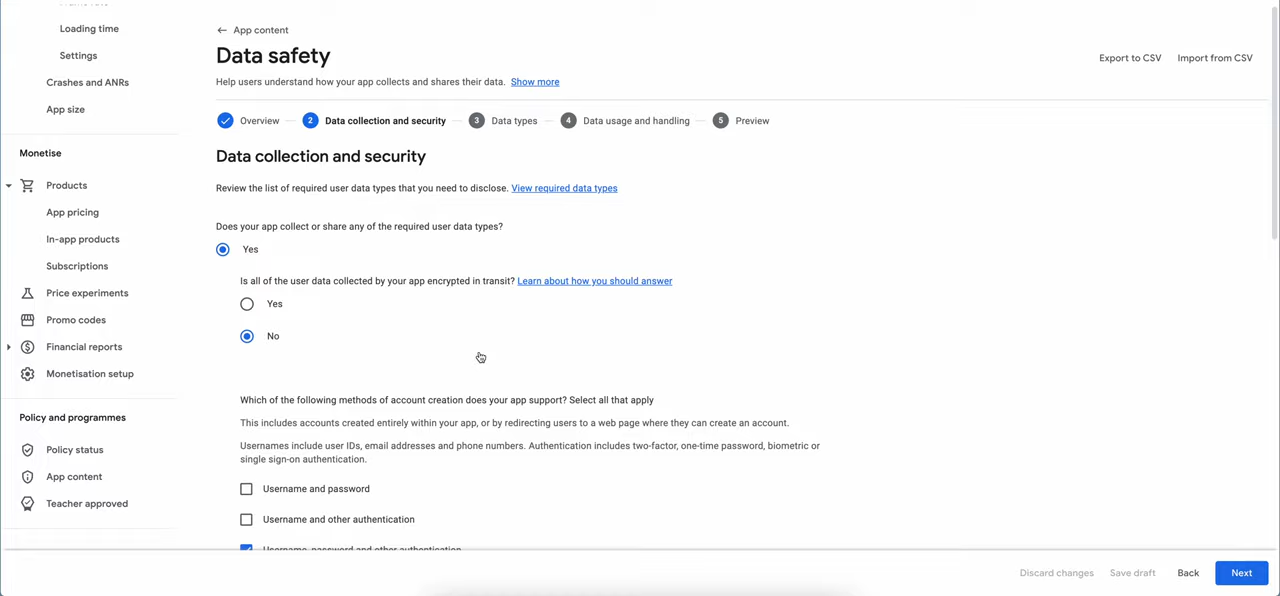 Loading time
Settings
Crashes and ANRs
App size
Monetise
Products
App pricing
In-app products
Subscriptions
Price experiments
Promo codes
Financial reports
Monetisation setup
Policy and programmes
Policy status
App content
Teacher approved
← App content
Data safety
Export to CSV Import from CSV
Help users understand how your app collects and shares their data. Show more
Overview 2 Data collection and security 3 Data types 4 Data usage and handling 5 Preview
Data collection and security
Review the list of required user data types that you need to disclose. View required data types
Does your app collect or share any of the required user data types?
Yes
Is all of the user data collected by your app encrypted in transit? Learn about how you should answer
Yes
No
Which of the following methods of account creation does your app support? Select all that apply
This includes accounts created entirely within your app, or by redirecting users to a web page where they can create an account.
Usernames include user IDs, email addresses and phone numbers. Authentication includes two-factor, one-time password, biometric or
single sign-on authentication.
Username and password
Username and other authentication
Username, password and other authentication
Discard changes Save draft Back Next